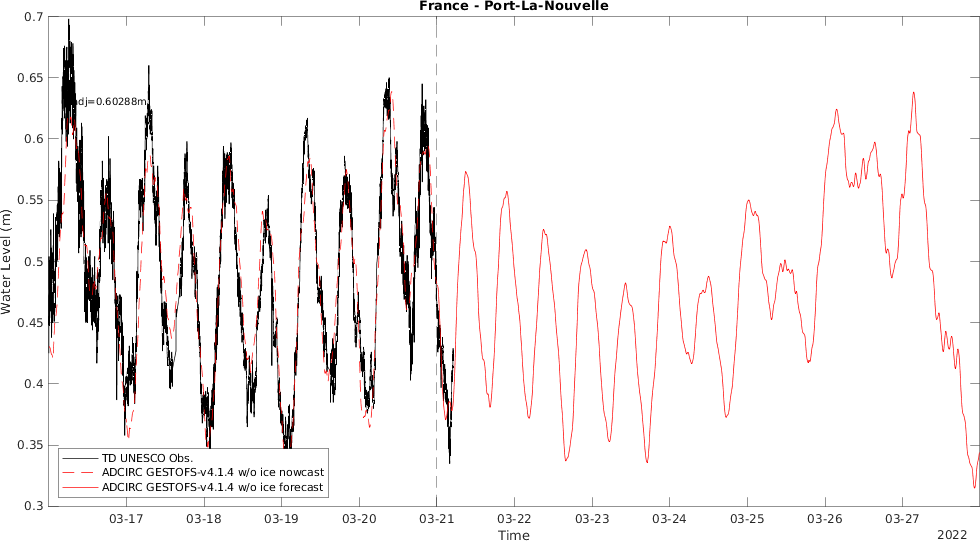 France - Port-La-Nouvelle
0.7
0.65
0.6
0.55
0.5
0.45
0.4
0.35
0.3
Water Level (m)
adj=0.60288m
TD UNESCO Obs.
ADCIRC GESTOFS-v4.1.4 w/o ice nowcast
ADCIRC GESTOFS-v4.1.4 w/o ice forecast
03-17 03-18 03-19 03-20 03-21 03-22 03-23 03-24 03-25 03-26 03-27
Time
2022